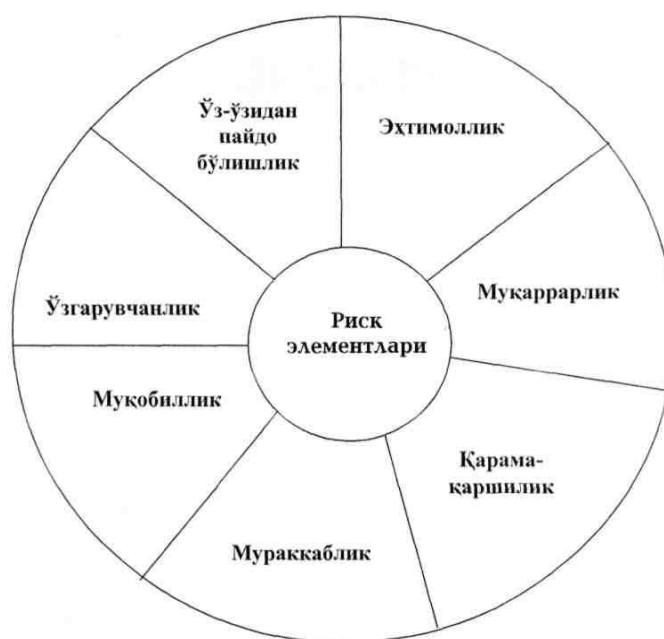 Ўз-ўзидан
пайдо
бўлишлик
Эҳтимоллик
Муқаррарлик
Қарама-
қаршилик
Мураккаблик
Муқобиллик
Ўзгарувчанлик
Риск
элементлари